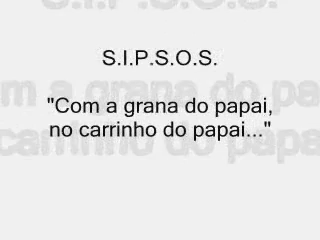 S.I.P.S.O.S.
"Com a grana do papai,
no carrinho do papai..."